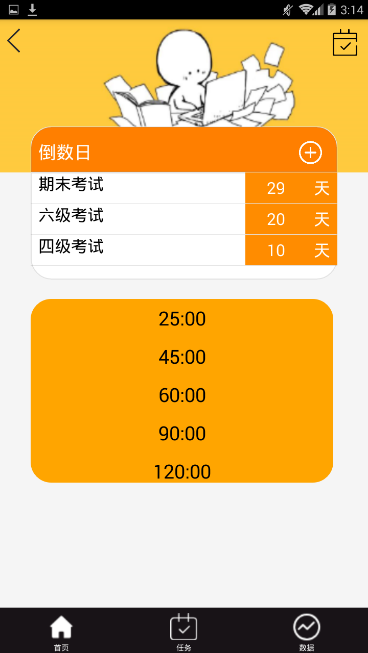 3:14
倒数日
期末考试 29 天
六级考试 20 天
四级考试 10 天
25:00
45:00
60:00
90:00
120:00
首页 任务 数据